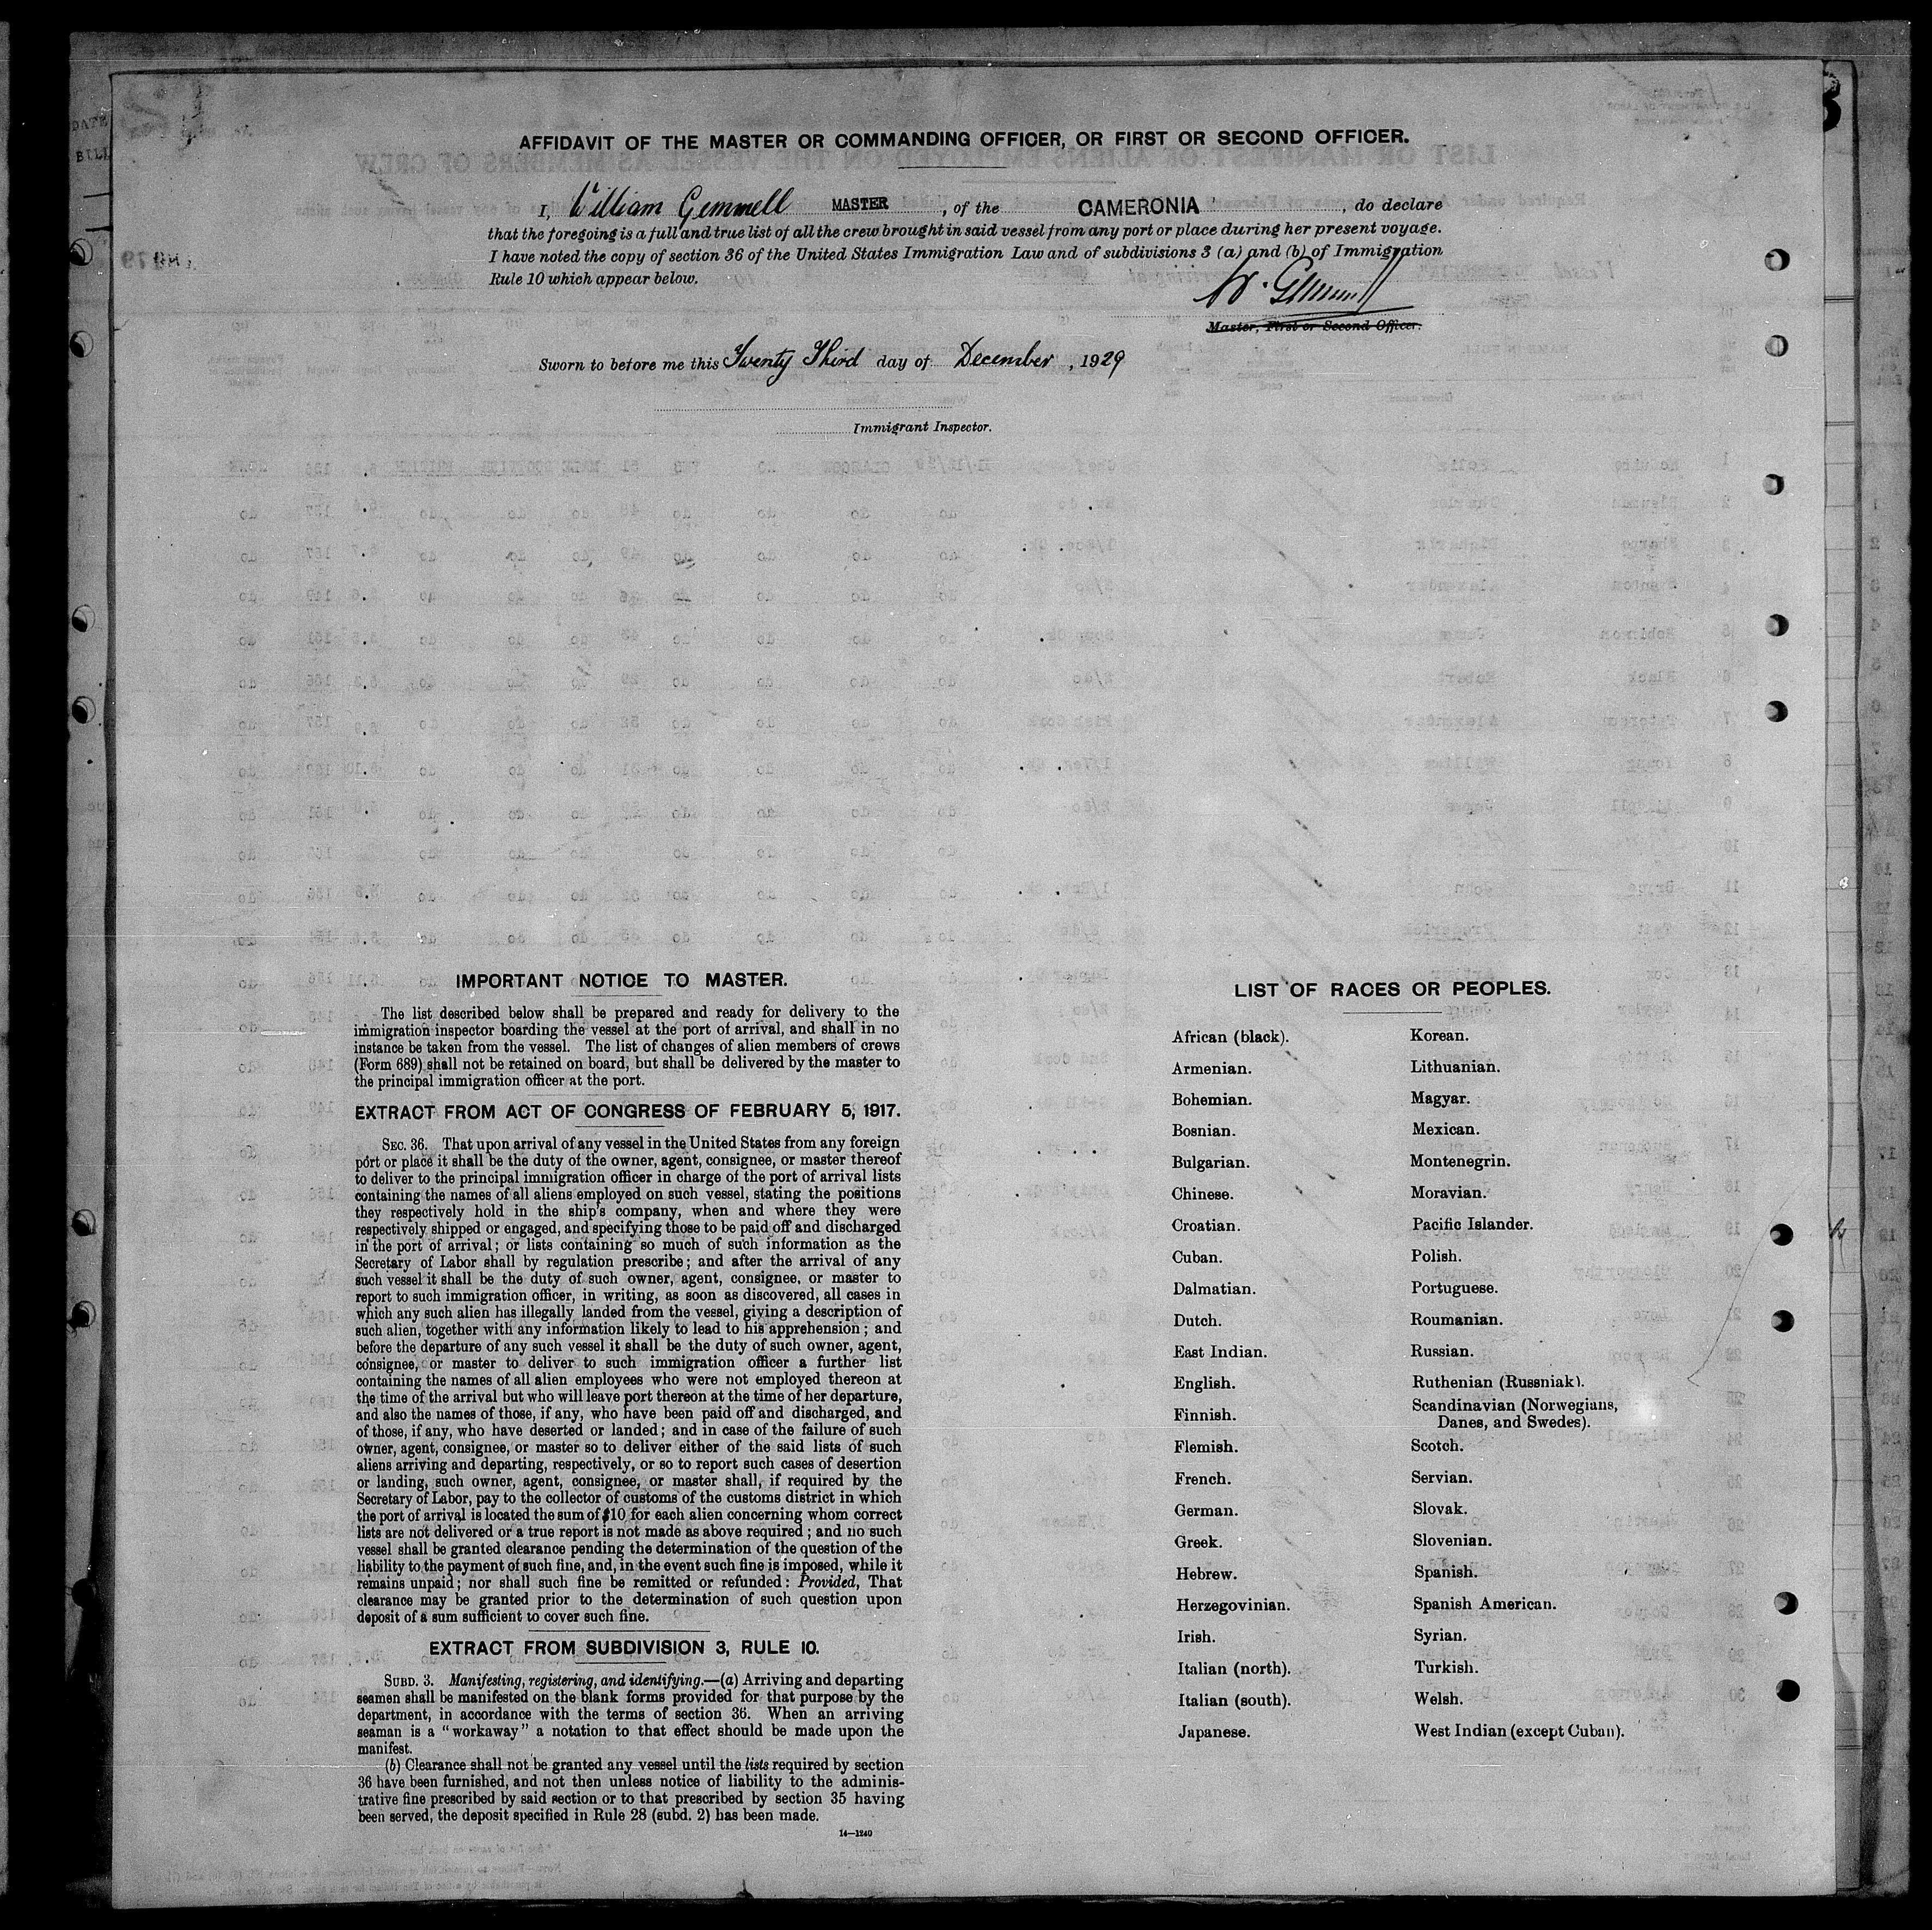 AFFIDAVIT OF THE MASTER OR COMMANDING OFFICER, OR FIRST OR SECOND OFFICER.
I, William Gemmell MASTER, of the CAMERONIA, do declare
that the foregoing is a full and true list of all the crew brought in said vessel from any port or place during her present voyage.
I have noted the copy of section 36 of the United States Immigration Law and of subdivisions 3 (a) and (b) of Immigration
Rule 10 which appear below.
W. Gemmell
Master, First or Second Officer.
Sworn to before me this Twenty Third day of December, 1929
Immigrant Inspector.
IMPORTANT NOTICE TO MASTER.
The list described below shall be prepared and ready for delivery to the
immigration inspector boarding the vessel at the port of arrival, and shall in no
instance be taken from the vessel. The list of changes of alien members of crews
(Form 689) shall not be retained on board, but shall be delivered by the master to
the principal immigration officer at the port.
EXTRACT FROM ACT OF CONGRESS OF FEBRUARY 5, 1917.
SEC. 36. That upon arrival of any vessel in the United States from any foreign
port or place it shall be the duty of the owner, agent, consignee, or master thereof
to deliver to the principal immigration officer in charge of the port of arrival lists
containing the names of all aliens employed on such vessel, stating the positions
they respectively hold in the ship's company, when and where they were
respectively shipped or engaged, and specifying those to be paid off and discharged
in the port of arrival; or lists containing so much of such information as the
Secretary of Labor shall by regulation prescribe; and after the arrival of any
such vessel it shall be the duty of such owner, agent, consignee, or master to
report to such immigration officer, in writing, as soon as discovered, all cases in
which any such alien has illegally landed from the vessel, giving a description of
such alien, together with any information likely to lead to his apprehension; and
before the departure of any such vessel it shall be the duty of such owner, agent,
consignee, or master to deliver to such immigration officer a further list
containing the names of all alien employees who were not employed thereon at
the time of the arrival but who will leave port thereon at the time of her departure,
and also the names of those, if any, who have been paid off and discharged, and
of those, if any, who have deserted or landed; and in case of the failure of such
owner, agent, consignee, or master so to deliver either of the said lists of such
aliens arriving and departing, respectively, or so to report such cases of desertion
or landing, such owner, agent, consignee, or master shall, if required by the
Secretary of Labor, pay to the collector of customs of the customs district in which
the port of arrival is located the sum of $10 for each alien concerning whom correct
lists are not delivered or a true report is not made as above required; and no such
vessel shall be granted clearance pending the determination of the question of the
liability to the payment of such fine, and, in the event such fine is imposed, while it
remains unpaid; nor shall such fine be remitted or refunded: Provided, That
clearance may be granted prior to the determination of such question upon
deposit of a sum sufficient to cover such fine.
EXTRACT FROM SUBDIVISION 3, RULE 10.
SUBD. 3. Manifesting, registering, and identifying.—(a) Arriving and departing
seamen shall be manifested on the blank forms provided for that purpose by the
department, in accordance with the terms of section 36. When an arriving
seaman is a "workaway" a notation to that effect should be made upon the
manifest.
(b) Clearance shall not be granted any vessel until the lists required by section
36 have been furnished, and not then unless notice of liability to the adminis-
trative fine prescribed by said section or to that prescribed by section 35 having
been served, the deposit specified in Rule 28 (subd. 2) has been made.
14—1240
LIST OF RACES OR PEOPLES.
African (black).
Armenian.
Bohemian.
Bosnian.
Bulgarian.
Chinese.
Croatian.
Cuban.
Dalmatian.
Dutch.
East Indian.
English.
Finnish.
Flemish.
French.
German.
Greek.
Hebrew.
Herzegovinian.
Irish.
Italian (north).
Italian (south).
Japanese.
Korean.
Lithuanian.
Magyar.
Mexican.
Montenegrin.
Moravian.
Pacific Islander.
Polish.
Portuguese.
Roumanian.
Russian.
Ruthenian (Russniak).
Scandinavian (Norwegians,
Danes, and Swedes).
Scotch.
Servian.
Slovak.
Slovenian.
Spanish.
Spanish American.
Syrian.
Turkish.
Welsh.
West Indian (except Cuban).